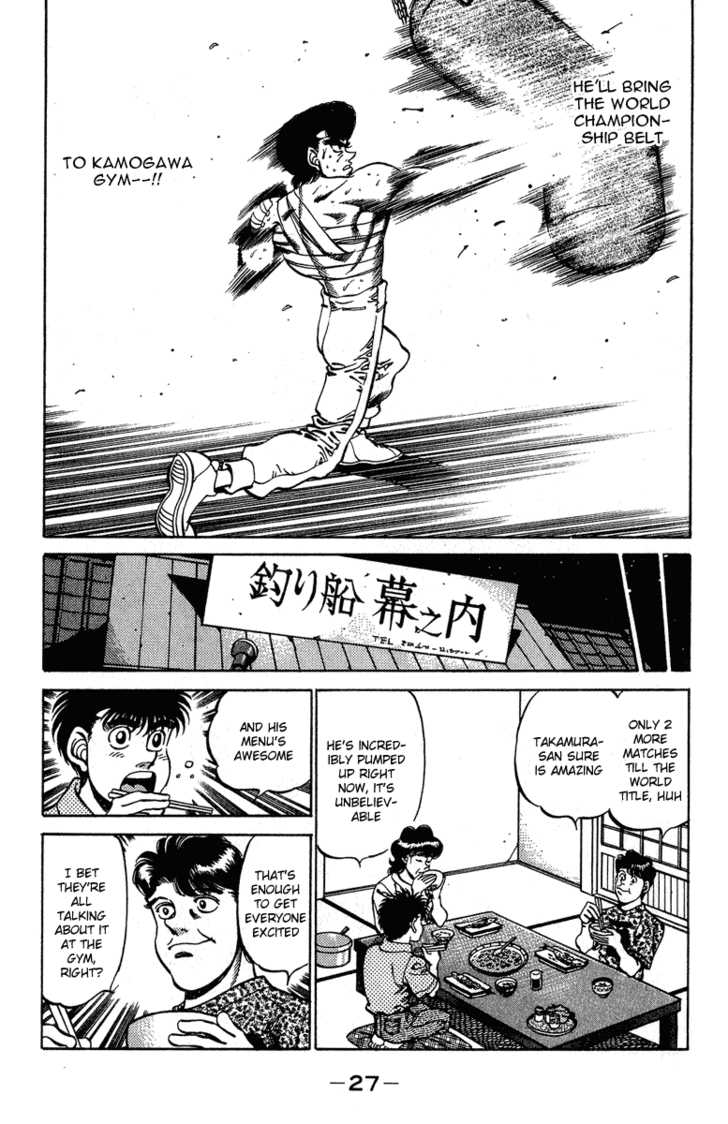 HE'LL BRING
THE WORLD
CHAMPION-
SHIP BELT
TO KAMOGAWA
GYM--!!
釣り船 幕之内
TEL
ONLY 2
MORE
MATCHES
TILL THE
WORLD
TITLE, HUH
TAKAMURA-
SAN SURE
IS AMAZING
HE'S INCRED-
IBLY PUMPED
UP RIGHT
NOW, IT'S
UNBELIEV-
ABLE
AND HIS
MENU'S
AWESOME
THAT'S
ENOUGH
TO GET
EVERYONE
EXCITED
I BET
THEY'RE
ALL
TALKING
ABOUT IT
AT THE
GYM,
RIGHT?
—27—